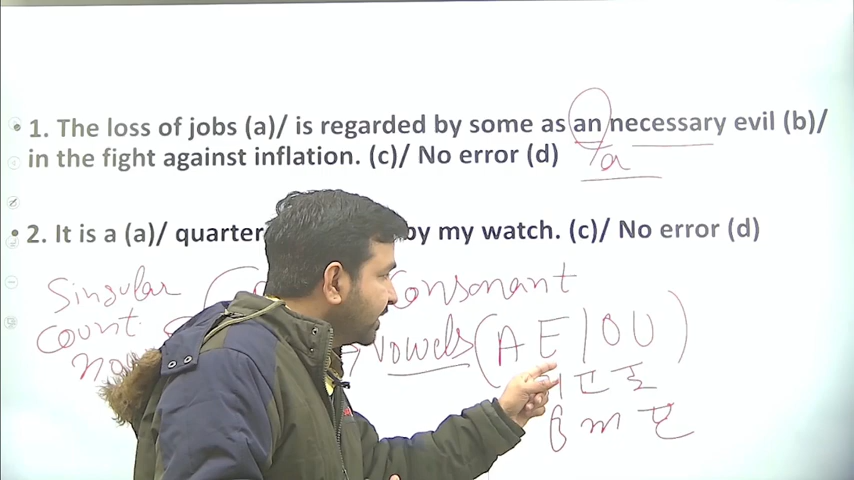 • 1. The loss of jobs (a)/ is regarded by some as an necessary evil (b)/
a
in the fight against inflation. (c)/ No error (d)
• 2. It is a (a)/ quarter by my watch. (c)/ No error (d)
Singular Consonant
Count
Vowels (A E I O U)